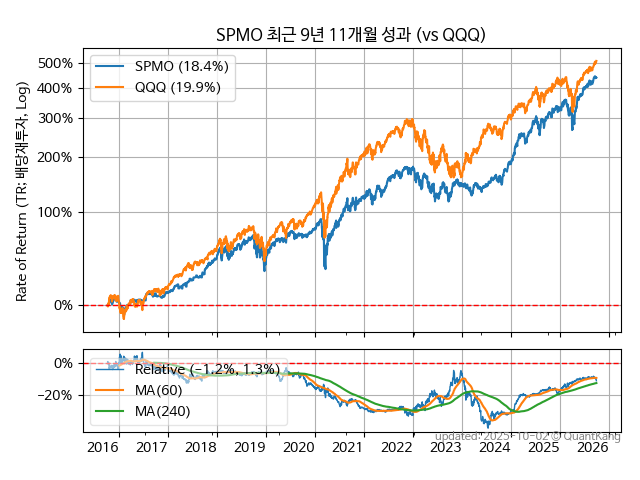 SPMO 최근 9년 11개월 성과 (vs QQQ)
Rate of Return (TR: 배당재투자, Log)
500%
400%
300%
200%
100%
0%
SPMO (18.4%)
QQQ (19.9%)
0%
−20%
Relative (−1.2%, 1.3%)
MA(60)
MA(240)
updated: 2025-10-02 © QuantKang
2016 2017 2018 2019 2020 2021 2022 2023 2024 2025 2026